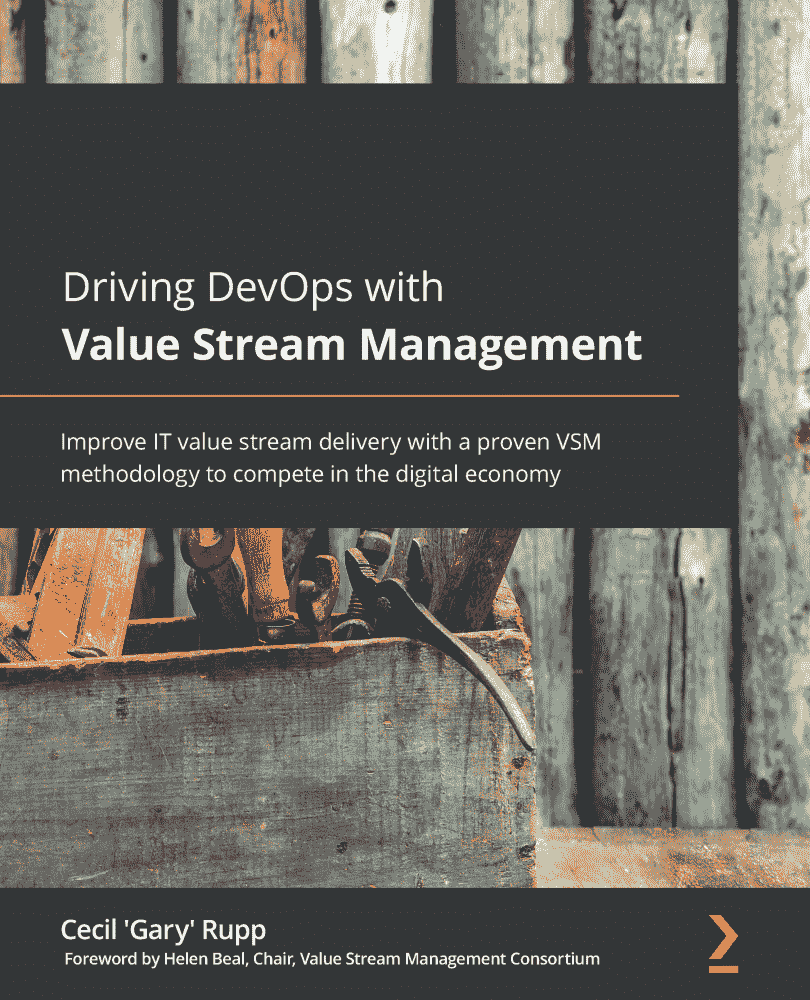 Driving DevOps with
Value Stream Management
Improve IT value stream delivery with a proven VSM
methodology to compete in the digital economy
Cecil 'Gary' Rupp
Foreword by Helen Beal, Chair, Value Stream Management Consortium